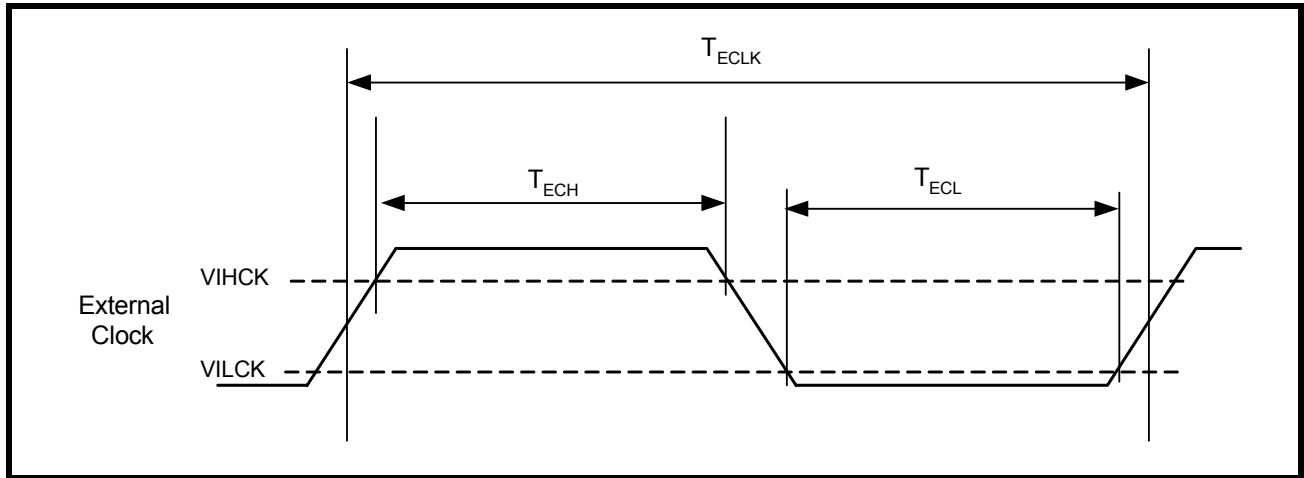 T_ECLK
T_ECH
T_ECL
VIHCK
External
Clock
VILCK